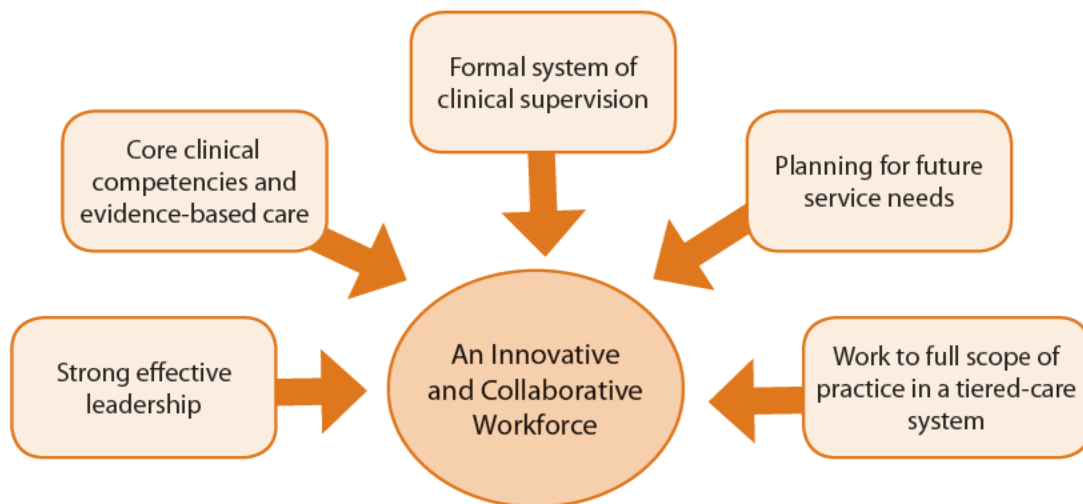 Formal system of
clinical supervision
Core clinical
competencies and
evidence-based care
Planning for future
service needs
Strong effective
leadership
An Innovative
and Collaborative
Workforce
Work to full scope of
practice in a tiered-care
system